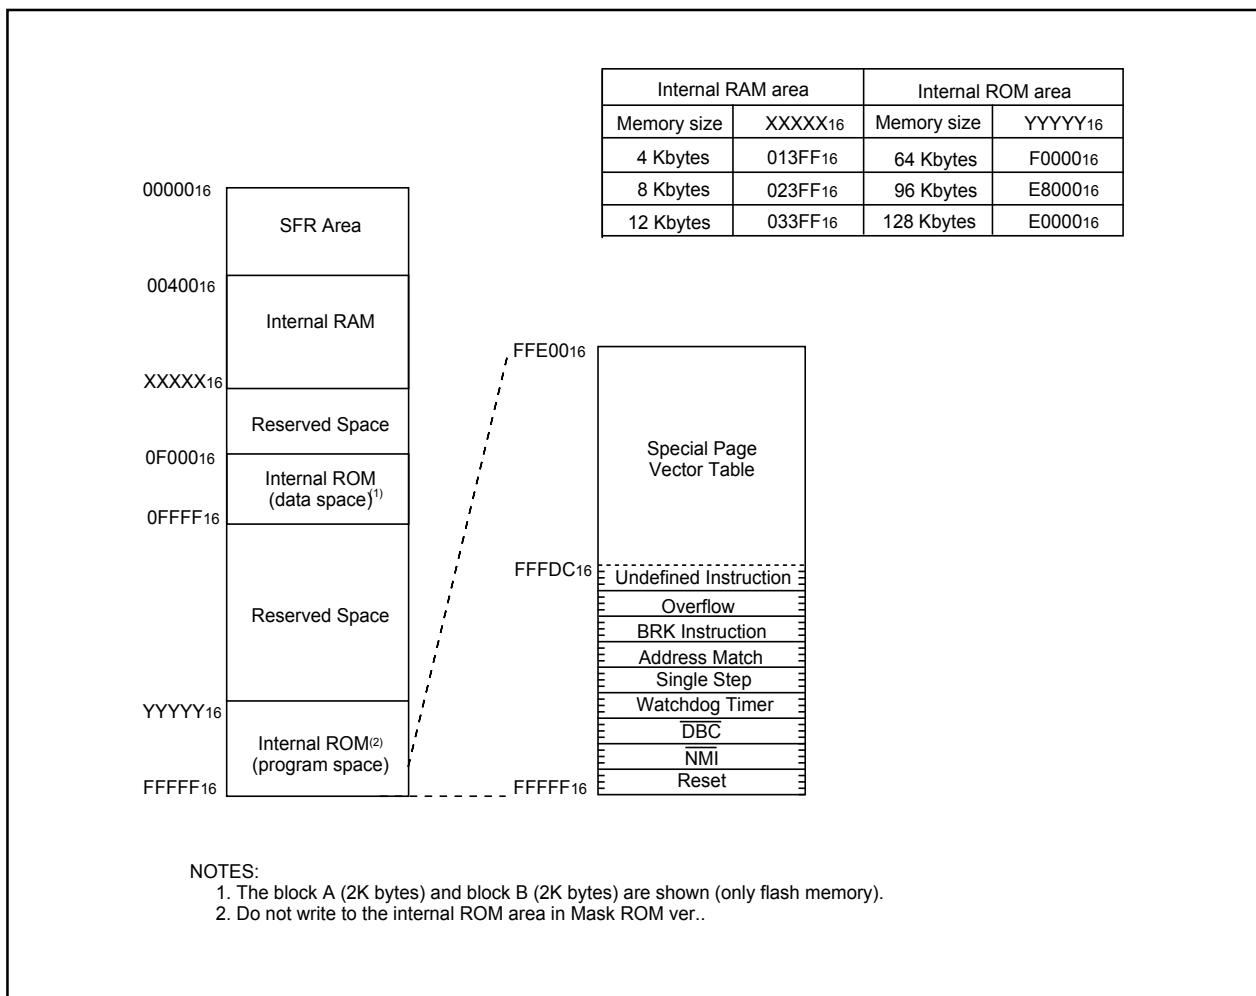 Internal RAM area Internal ROM area
Memory size XXXXX16 Memory size YYYYY16
4 Kbytes 013FF16 64 Kbytes F000016
8 Kbytes 023FF16 96 Kbytes E800016
12 Kbytes 033FF16 128 Kbytes E000016
0000016
SFR Area
0040016
Internal RAM
XXXXX16
Reserved Space
0F00016
Internal ROM
(data space)(1)
0FFFF16
Reserved Space
YYYYY16
Internal ROM(2)
(program space)
FFFFF16
FFE0016
Special Page
Vector Table
FFFDC16
Undefined Instruction
Overflow
BRK Instruction
Address Match
Single Step
Watchdog Timer
DBC
NMI
Reset
FFFFF16
NOTES:
1. The block A (2K bytes) and block B (2K bytes) are shown (only flash memory).
2. Do not write to the internal ROM area in Mask ROM ver..